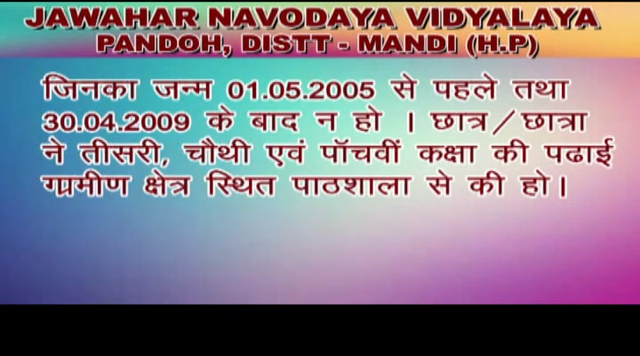 JAWAHAR NAVODAYA VIDYALAYA
PANDOH, DISTT - MANDI (H.P)
जिनका जन्म 01.05.2005 से पहले तथा
30.04.2009 के बाद न हो । छात्र/छात्रा
ने तीसरी, चौथी एवं पॉचवीं कक्षा की पढाई
ग्रामीण क्षेत्र स्थित पाठशाला से की हो।